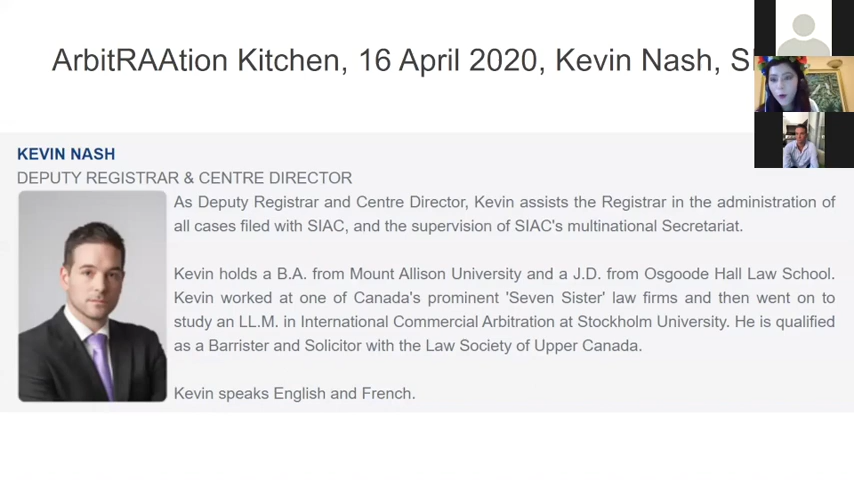 ArbitRAAtion Kitchen, 16 April 2020, Kevin Nash,
KEVIN NASH
DEPUTY REGISTRAR & CENTRE DIRECTOR
As Deputy Registrar and Centre Director, Kevin assists the Registrar in the administration of
all cases filed with SIAC, and the supervision of SIAC's multinational Secretariat.
Kevin holds a B.A. from Mount Allison University and a J.D. from Osgoode Hall Law School.
Kevin worked at one of Canada's prominent 'Seven Sister' law firms and then went on to
study an LL.M. in International Commercial Arbitration at Stockholm University. He is qualified
as a Barrister and Solicitor with the Law Society of Upper Canada.
Kevin speaks English and French.